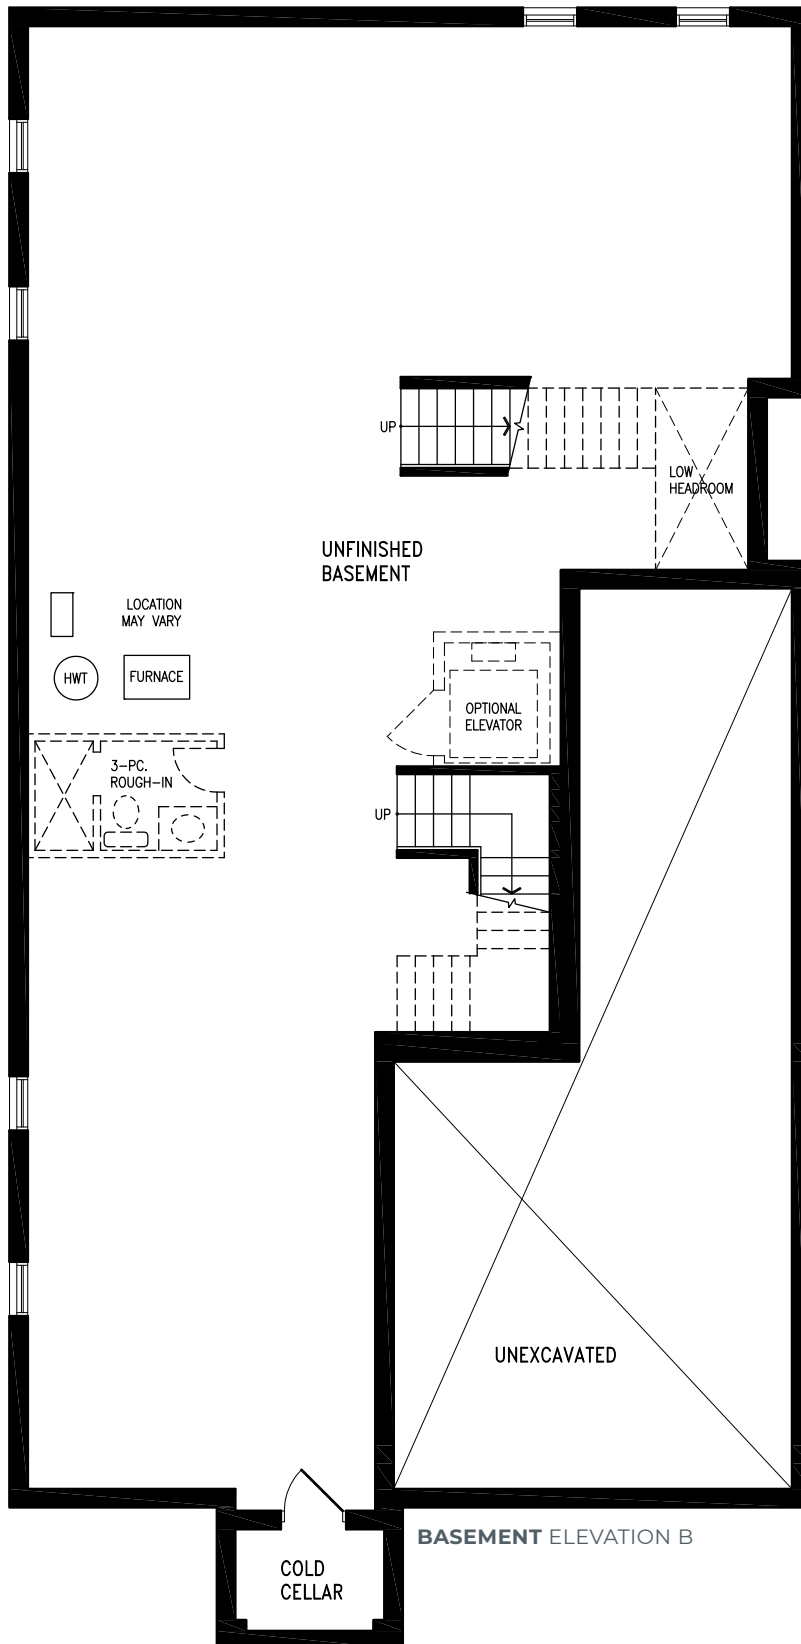 UP
LOW
HEADROOM
UNFINISHED
BASEMENT
LOCATION
MAY VARY
HWT
FURNACE
OPTIONAL
ELEVATOR
3-PC.
ROUGH-IN
UP
UNEXCAVATED
BASEMENT ELEVATION B
COLD
CELLAR